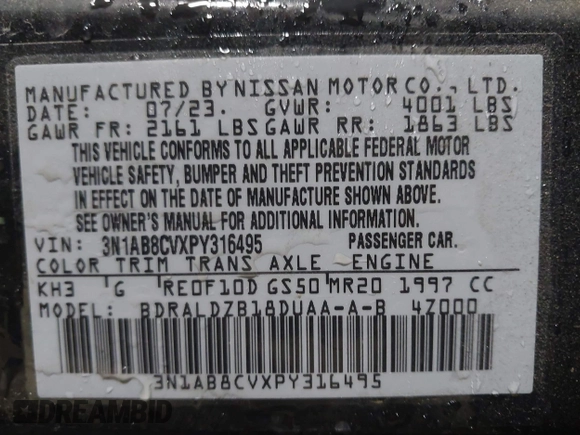 MANUFACTURED BY NISSAN MOTOR CO., LTD.
DATE: 07/23. GVWR: 4001 LBS
GAWR FR: 2161 LBS GAWR RR: 1863 LBS
THIS VEHICLE CONFORMS TO ALL APPLICABLE FEDERAL MOTOR
VEHICLE SAFETY, BUMPER AND THEFT PREVENTION STANDARDS
IN EFFECT ON THE DATE OF MANUFACTURE SHOWN ABOVE.
SEE OWNER'S MANUAL FOR ADDITIONAL INFORMATION.
VIN: 3N1AB8CVXPY316495 PASSENGER CAR.
COLOR TRIM TRANS AXLE ENGINE
KH3 G RE0F10D GS50 MR20 1997 CC
MODEL: BDRALDZB18DUAA-A-B 4Z000
3N1AB8CVXPY316495
DREAMBID